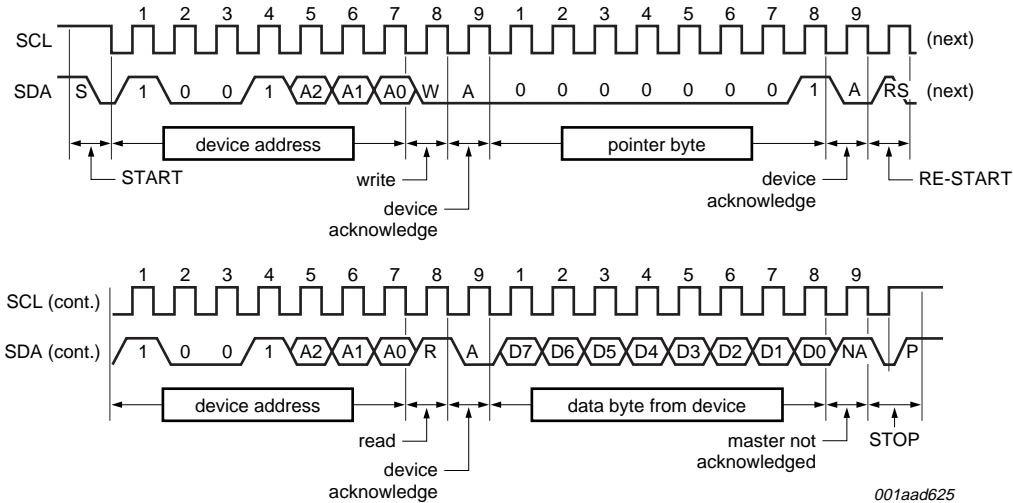 1 2 3 4 5 6 7 8 9 1 2 3 4 5 6 7 8 9
SCL (next)
SDA S 1 0 0 1 A2 A1 A0 W A 0 0 0 0 0 0 0 1 A RS (next)
device address pointer byte
START write device RE-START
device acknowledge
acknowledge
1 2 3 4 5 6 7 8 9 1 2 3 4 5 6 7 8 9
SCL (cont.)
SDA (cont.) 1 0 0 1 A2 A1 A0 R A D7 D6 D5 D4 D3 D2 D1 D0 NA P
device address data byte from device
read master not STOP
device acknowledged
acknowledge
001aad625